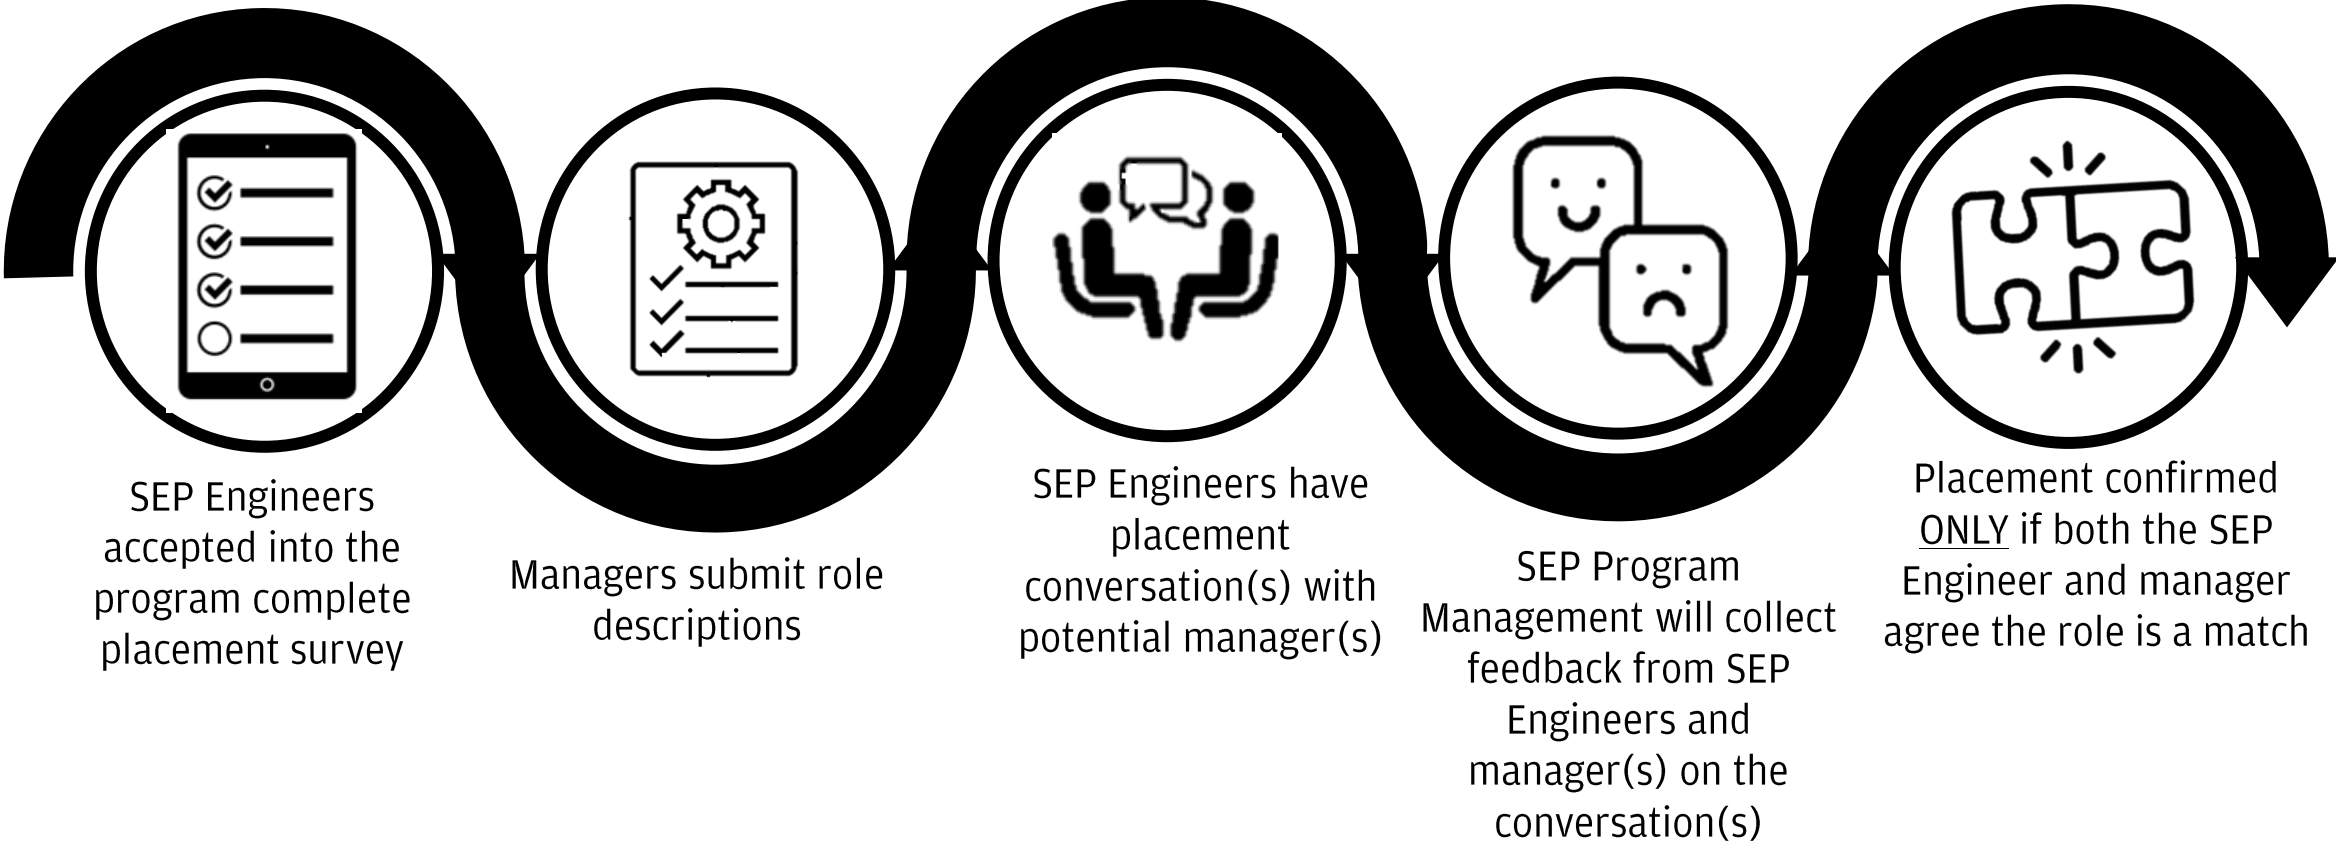 SEP Engineers
accepted into the
program complete
placement survey
Managers submit role
descriptions
SEP Engineers have
placement
conversation(s) with
potential manager(s)
SEP Program
Management will collect
feedback from SEP
Engineers and
manager(s) on the
conversation(s)
Placement confirmed
ONLY if both the SEP
Engineer and manager
agree the role is a match